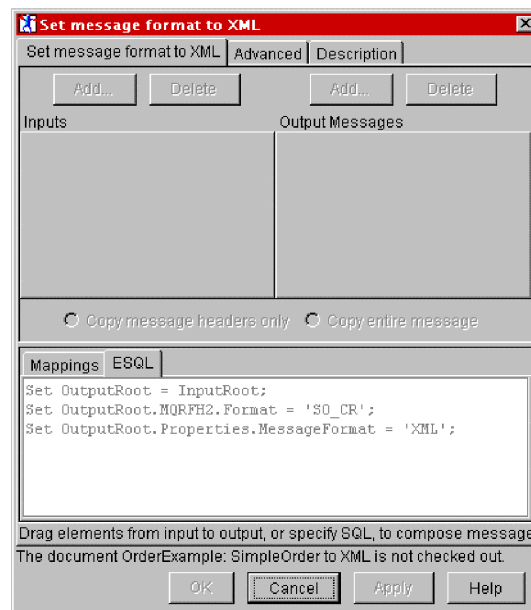 Set message format to XML
Set message format to XML Advanced Description
Add... Delete Add... Delete
Inputs Output Messages
Copy message headers only Copy entire message
Mappings ESQL
Set OutputRoot = InputRoot;
Set OutputRoot.MQRFH2.Format = 'SO_CR';
Set OutputRoot.Properties.MessageFormat = 'XML';
Drag elements from input to output, or specify SQL, to compose message
The document OrderExample: SimpleOrder to XML is not checked out.
OK Cancel Apply Help